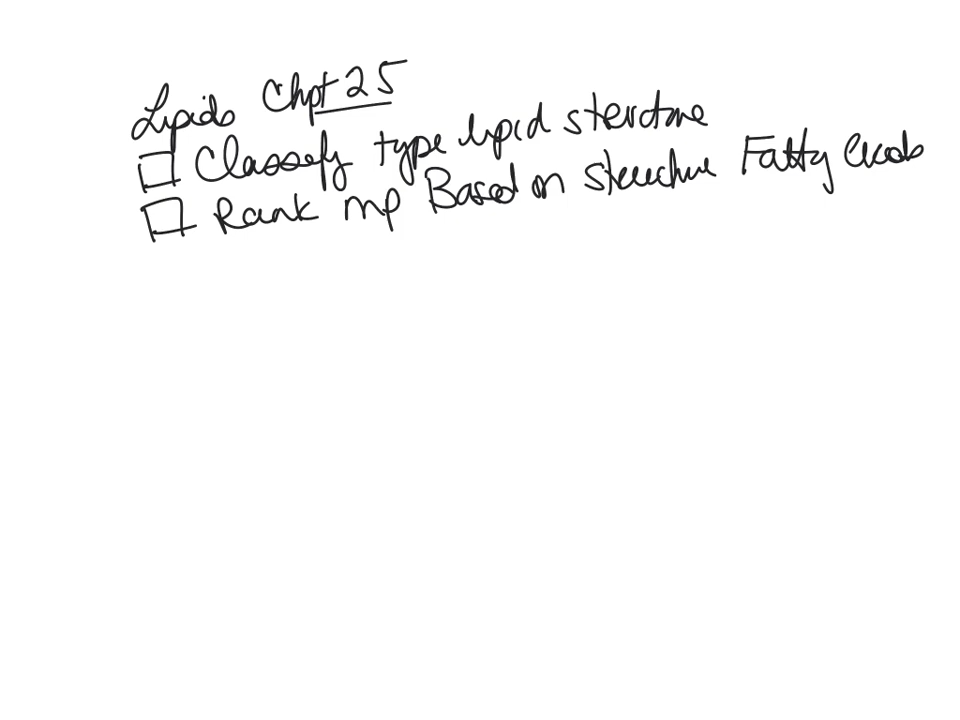 Lipids Chpt 25
Classify type lipid structure
Rank mp Based on structure Fatty Acids